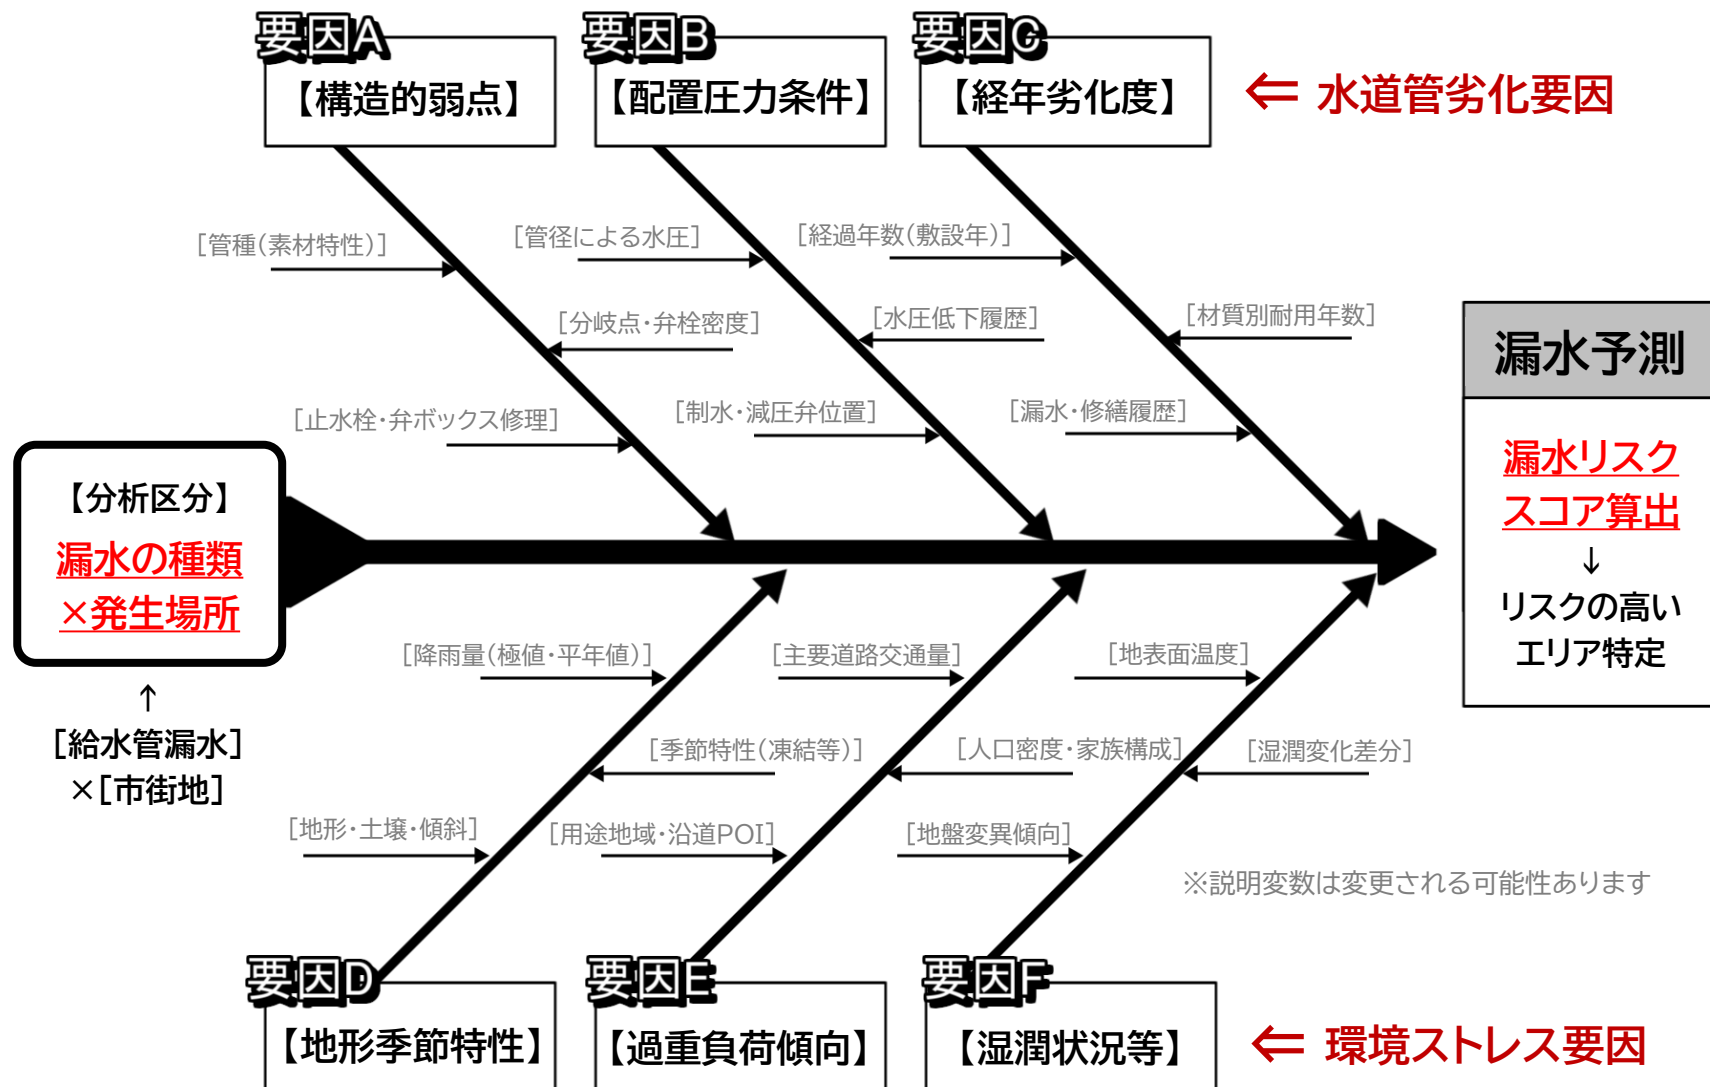 要因A
【構造的弱点】
要因B
【配置圧力条件】
要因C
【経年劣化度】
⇐ 水道管劣化要因
[管種(素材特性)]
[管径による水圧]
[経過年数(敷設年)]
[分岐点・弁栓密度]
[水圧低下履歴]
[材質別耐用年数]
[止水栓・弁ボックス修理]
[制水・減圧弁位置]
[漏水・修繕履歴]
【分析区分】
漏水の種類
×発生場所
↑
[給水管漏水]
×[市街地]
漏水予測
漏水リスク
スコア算出
↓
リスクの高い
エリア特定
[降雨量(極値・平年値)]
[主要道路交通量]
[地表面温度]
[季節特性(凍結等)]
[人口密度・家族構成]
[湿潤変化差分]
[地形・土壌・傾斜]
[用途地域・沿道POI]
[地盤変異傾向]
※説明変数は変更される可能性あります
要因D
【地形季節特性】
要因E
【過重負荷傾向】
要因F
【湿潤状況等】
⇐ 環境ストレス要因